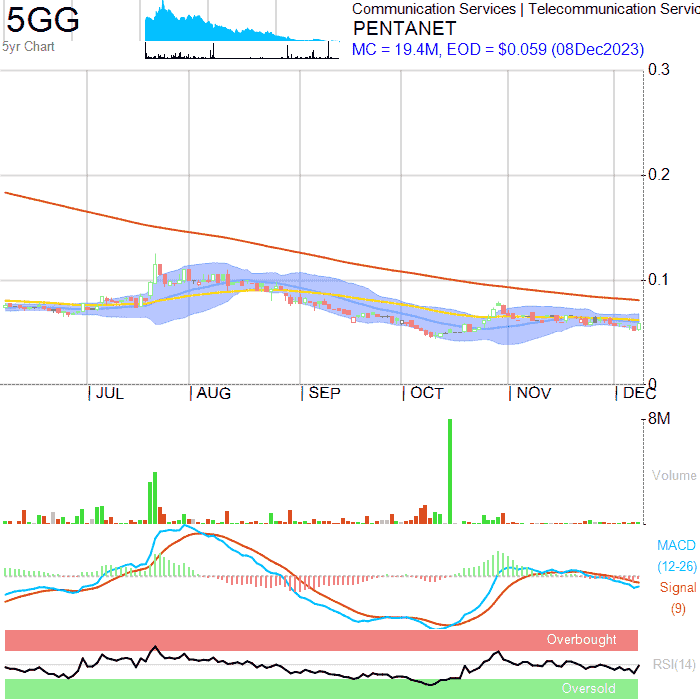 5GG
5yr Chart
Communication Services | Telecommunication Servic
PENTANET
MC = 19.4M, EOD = $0.059 (08Dec2023)
0.3
0.2
0.1
0
JUL AUG SEP OCT NOV DEC
8M
Volume
MACD
(12-26)
Signal
(9)
Overbought
RSI(14)
Oversold